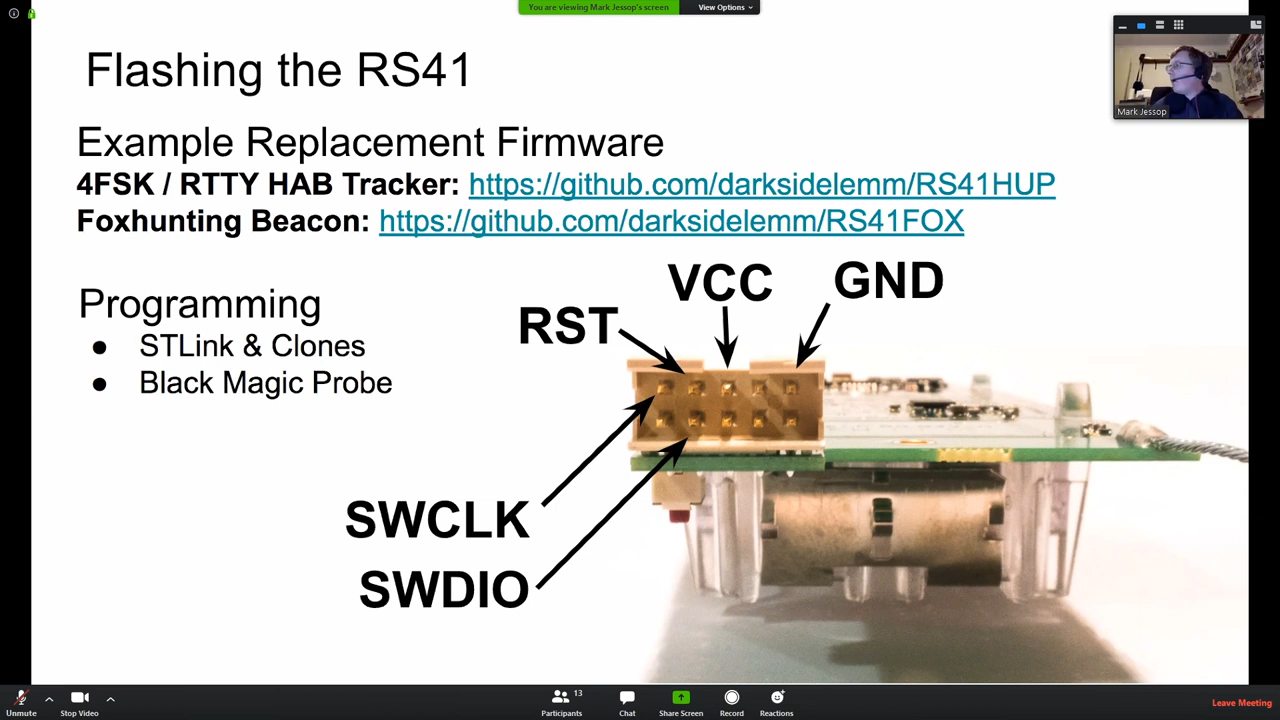 You are viewing Mark Jessop's screen
View Options
Mark Jessop
Flashing the RS41
Example Replacement Firmware
4FSK / RTTY HAB Tracker: https://github.com/darksidelemm/RS41HUP
Foxhunting Beacon: https://github.com/darksidelemm/RS41FOX
Programming
● STLink & Clones
● Black Magic Probe
VCC
GND
RST
SWCLK
SWDIO
Unmute
Stop Video
Participants
13
Chat
Share Screen
Record
Reactions
Leave Meeting